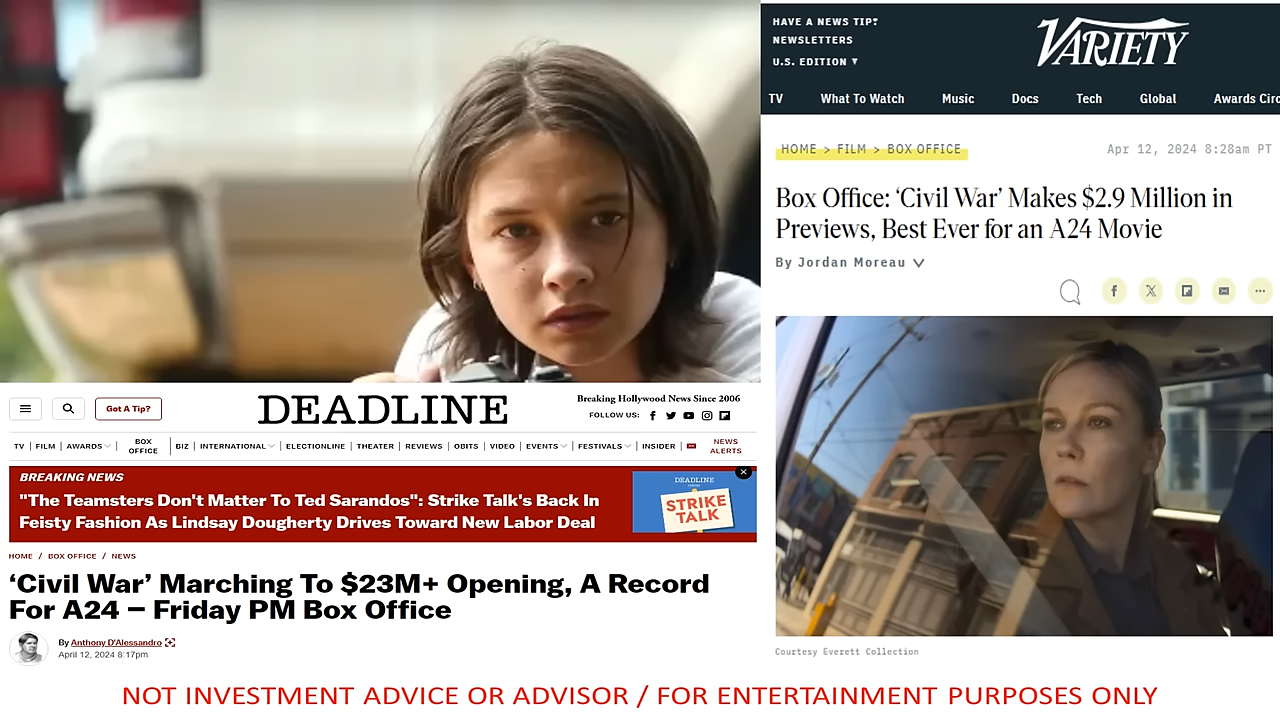 HAVE A NEWS TIP?
NEWSLETTERS
U.S. EDITION ▼
VARIETY
TV What To Watch Music Docs Tech Global Awards Circ
HOME > FILM > BOX OFFICE
Apr 12, 2024 8:28am PT
Box Office: ‘Civil War’ Makes $2.9 Million in
Previews, Best Ever for an A24 Movie
By Jordan Moreau
Courtesy Everett Collection
Got A Tip?
DEADLINE
Breaking Hollywood News Since 2006
FOLLOW US:
TV | FILM | AWARDS | BOX OFFICE | BIZ | INTERNATIONAL | ELECTIONLINE | THEATER | REVIEWS | OBITS | VIDEO | EVENTS | FESTIVALS | INSIDER | NEWS ALERTS
BREAKING NEWS
"The Teamsters Don't Matter To Ted Sarandos": Strike Talk's Back In
Feisty Fashion As Lindsay Dougherty Drives Toward New Labor Deal
DEADLINE
STRIKE
TALK
HOME / BOX OFFICE / NEWS
‘Civil War’ Marching To $23M+ Opening, A Record
For A24 – Friday PM Box Office
By Anthony D'Alessandro
April 12, 2024 8:17pm
NOT INVESTMENT ADVICE OR ADVISOR / FOR ENTERTAINMENT PURPOSES ONLY